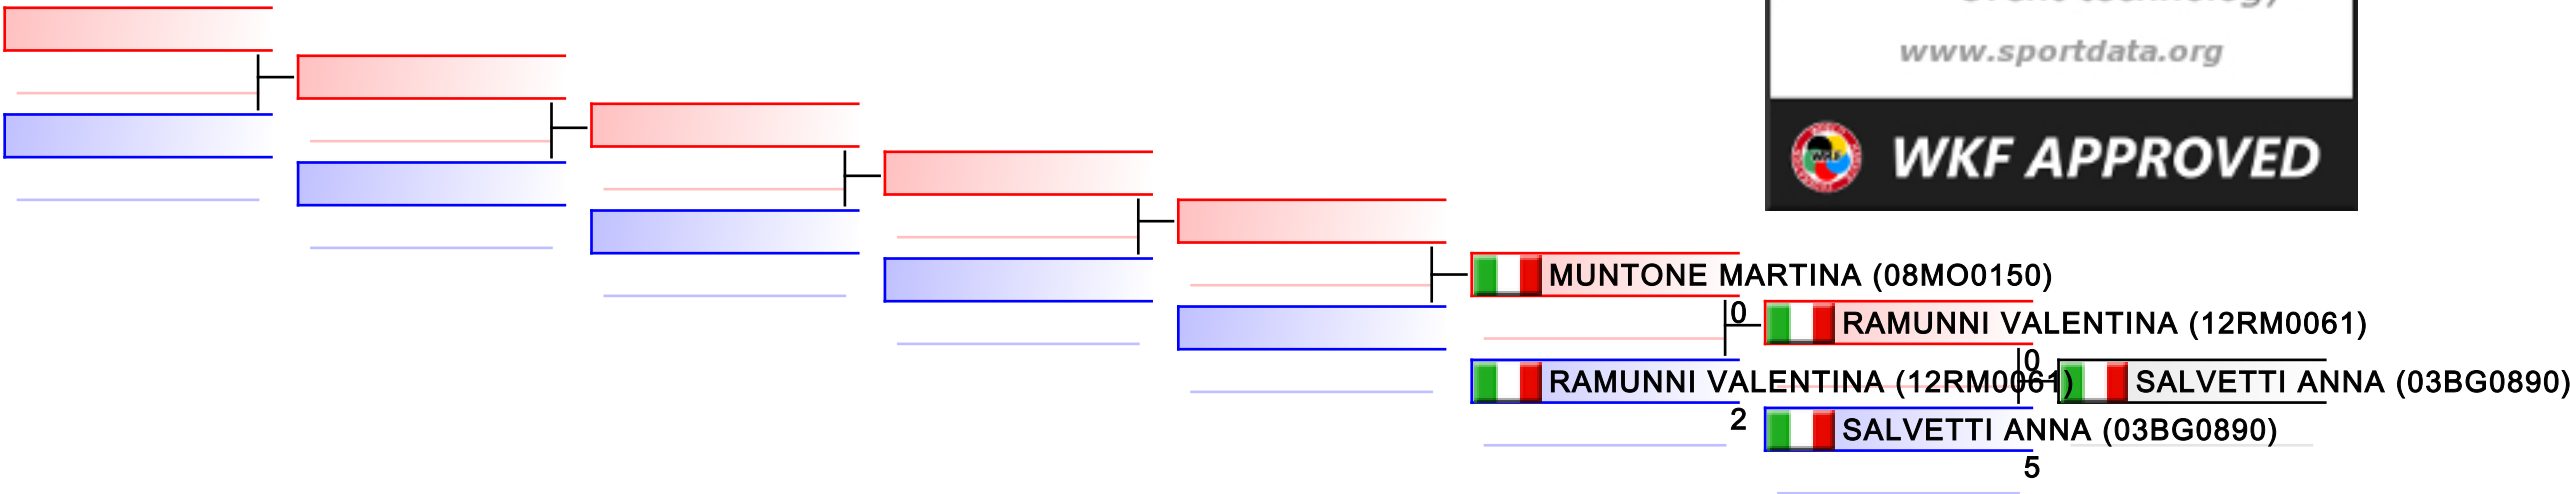 www.sportdata.org
WKF APPROVED
MUNTONE MARTINA (08MO0150)
0
RAMUNNI VALENTINA (12RM0061)
0
RAMUNNI VALENTINA (12RM0061)
SALVETTI ANNA (03BG0890)
2
SALVETTI ANNA (03BG0890)
5